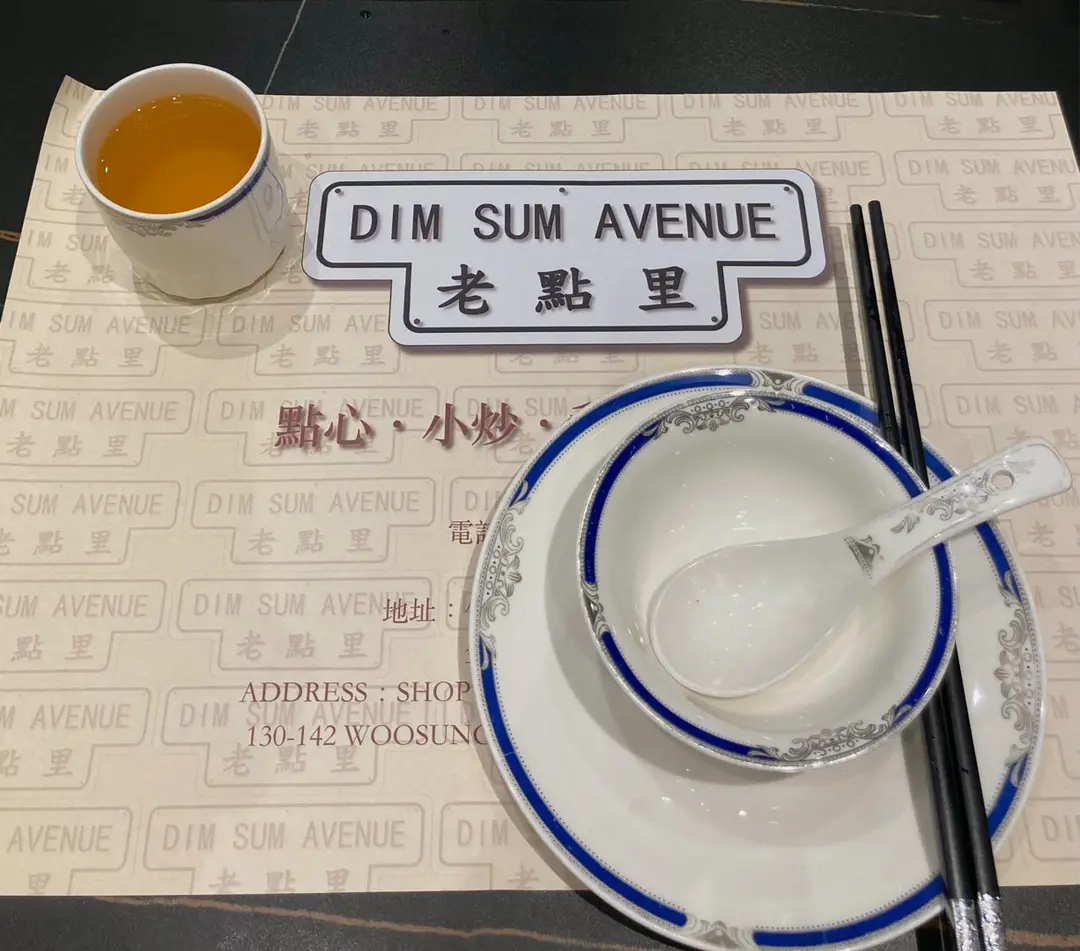 DIM SUM AVENUE
老點里
點心·小炒·
電話
地址：
ADDRESS：SHOP
130-142 WOOSUNG